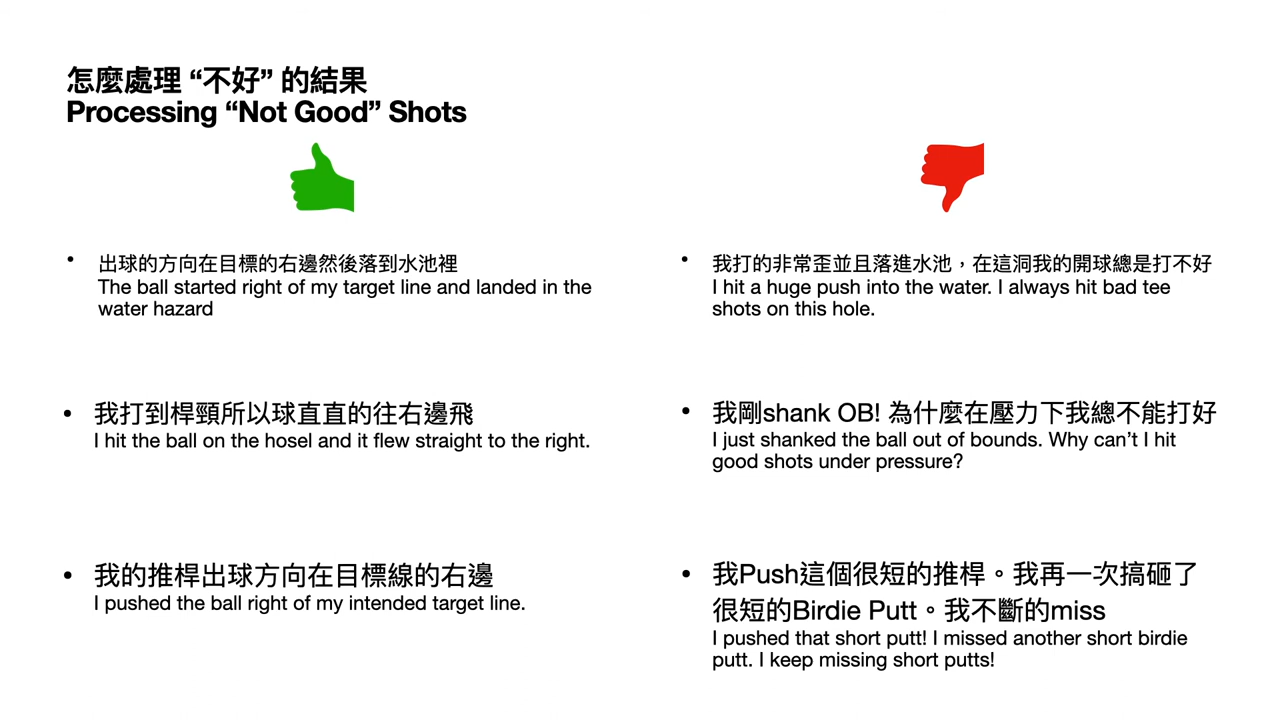 怎麼處理 “不好” 的結果
Processing “Not Good” Shots
• 出球的方向在目標的右邊然後落到水池裡
The ball started right of my target line and landed in the
water hazard
• 我打到桿頸所以球直直的往右邊飛
I hit the ball on the hosel and it flew straight to the right.
• 我的推桿出球方向在目標線的右邊
I pushed the ball right of my intended target line.
• 我打的非常歪並且落進水池，在這洞我的開球總是打不好
I hit a huge push into the water. I always hit bad tee
shots on this hole.
• 我剛shank OB! 為什麼在壓力下我總不能打好
I just shanked the ball out of bounds. Why can’t I hit
good shots under pressure?
• 我Push這個很短的推桿。我再一次搞砸了
很短的Birdie Putt。我不斷的miss
I pushed that short putt! I missed another short birdie
putt. I keep missing short putts!